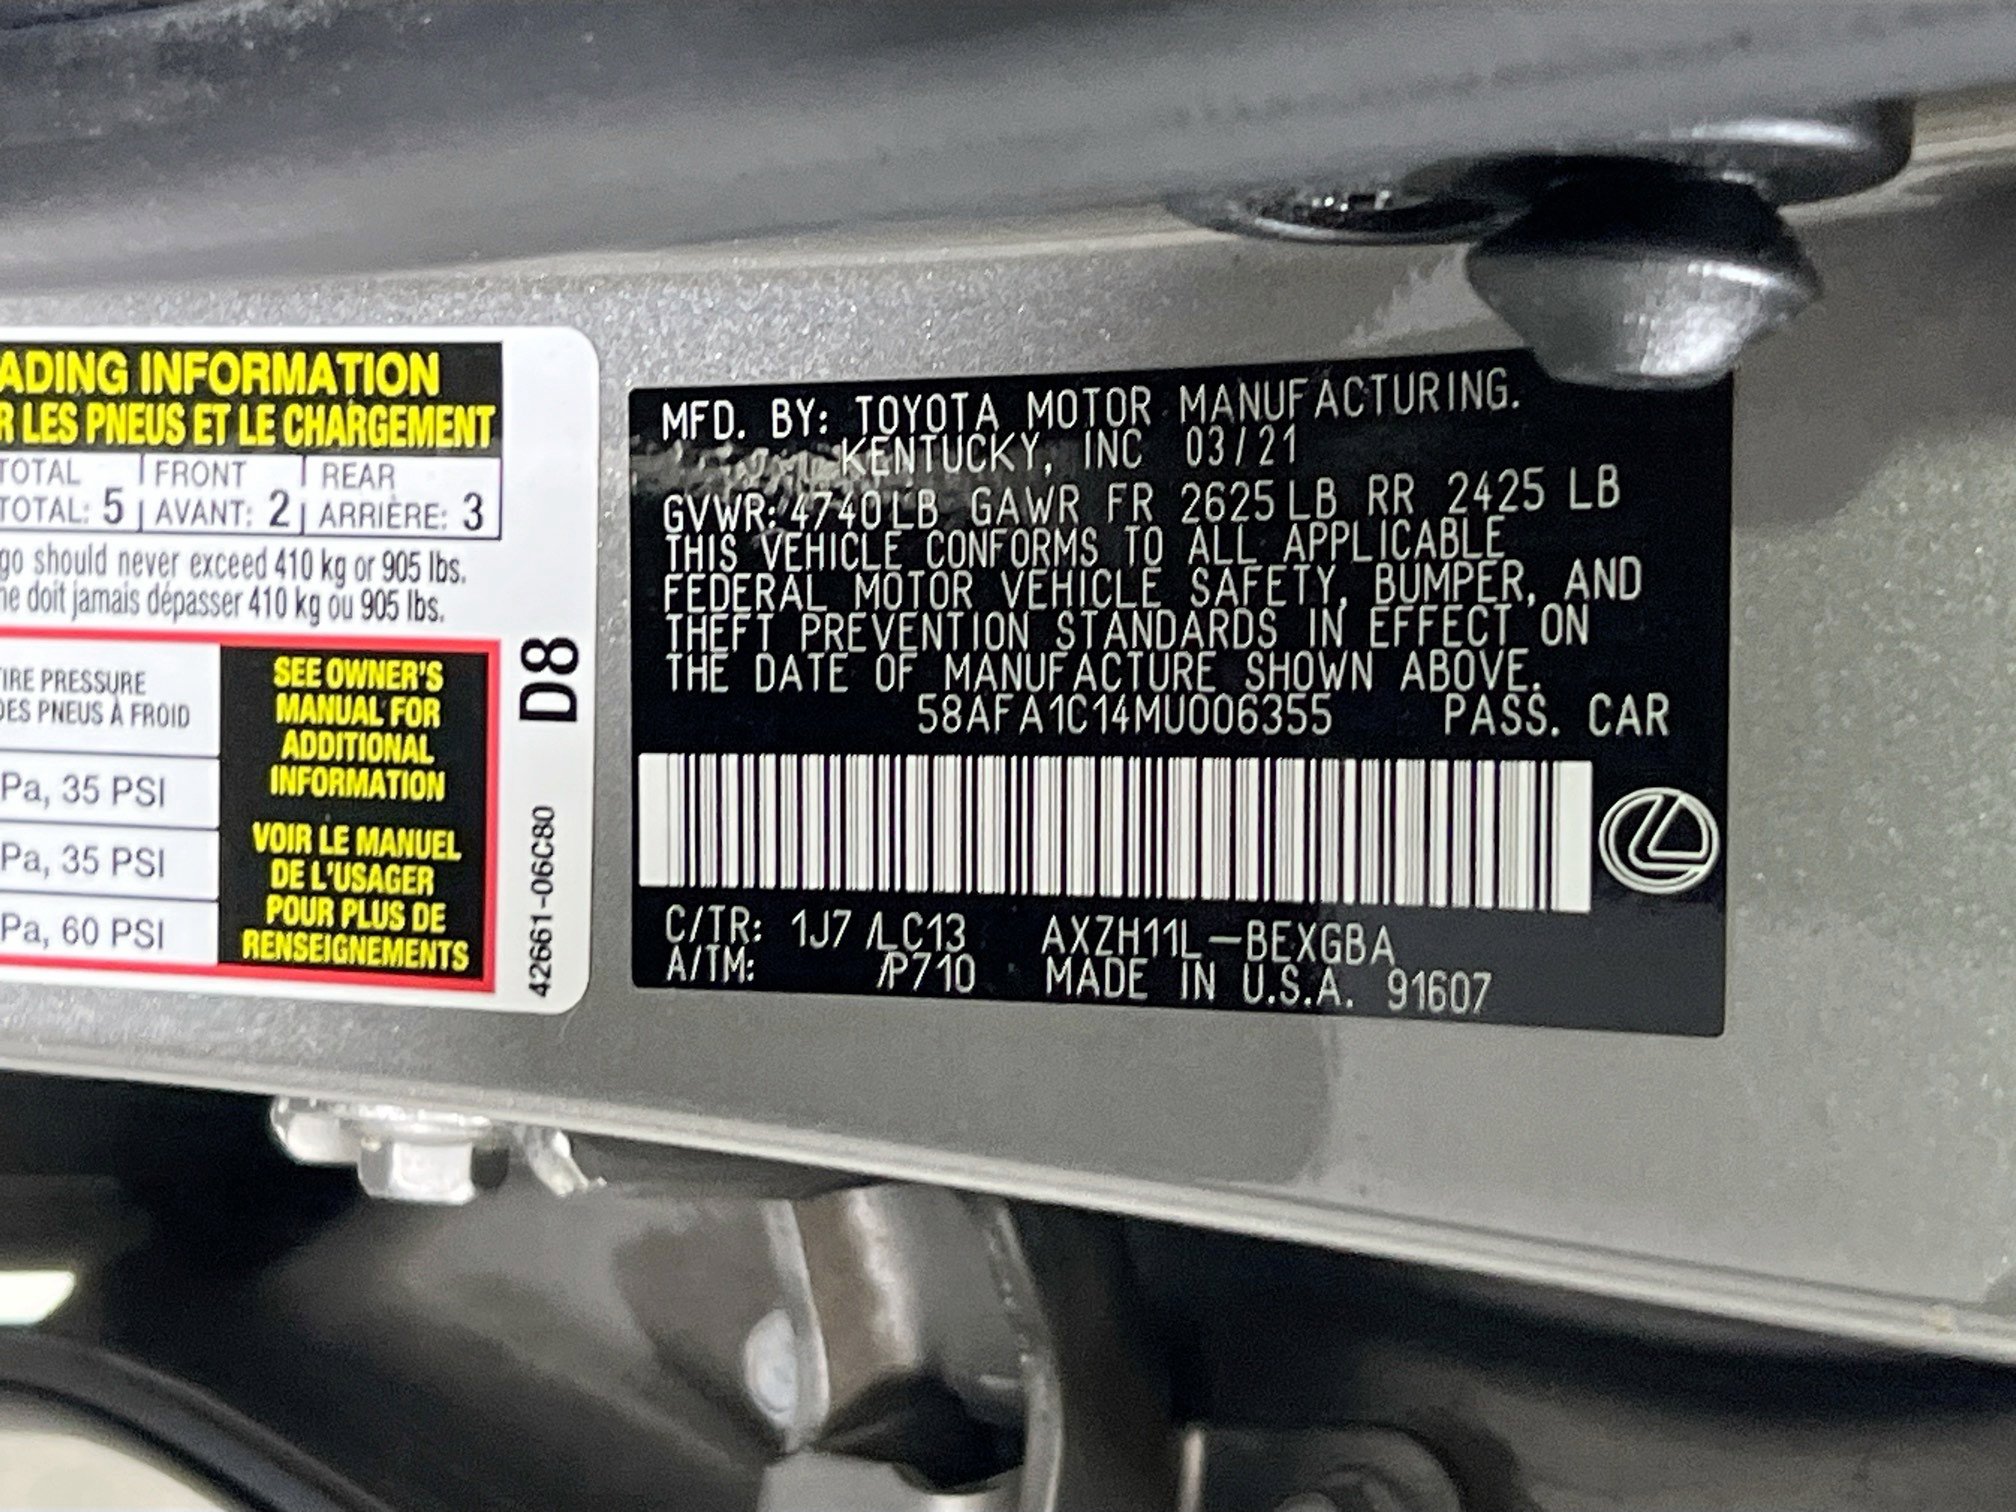 ADING INFORMATION
R LES PNEUS ET LE CHARGEMENT
TOTAL FRONT REAR
TOTAL: 5 AVANT: 2 ARRIÈRE: 3
go should never exceed 410 kg or 905 lbs.
ne doit jamais dépasser 410 kg ou 905 lbs.
IRE PRESSURE
DES PNEUS À FROID
Pa, 35 PSI
Pa, 35 PSI
Pa, 60 PSI
SEE OWNER'S
MANUAL FOR
ADDITIONAL
INFORMATION
VOIR LE MANUEL
DE L'USAGER
POUR PLUS DE
RENSEIGNEMENTS
D8
42661-06C80
MFD. BY: TOYOTA MOTOR MANUFACTURING.
KENTUCKY, INC 03/21
GVWR: 4740LB GAWR FR 2625LB RR 2425 LB
THIS VEHICLE CONFORMS TO ALL APPLICABLE
FEDERAL MOTOR VEHICLE SAFETY, BUMPER, AND
THEFT PREVENTION STANDARDS IN EFFECT ON
THE DATE OF MANUFACTURE SHOWN ABOVE.
58AFA1C14MU006355 PASS. CAR
C/TR: 1J7 /LC13 AXZH11L-BEXGBA
A/TM: /P710 MADE IN U.S.A. 91607